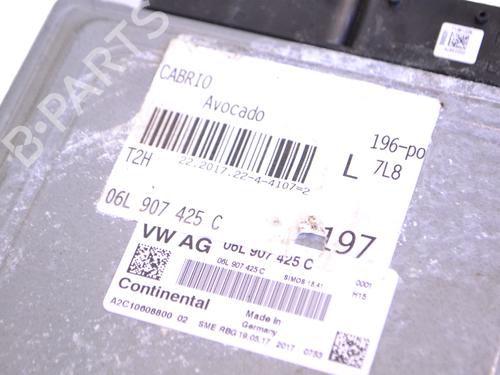 CABRIO
Avocado
22.2017.22-4-4107=2
T2H
L
196-po
7L8
06L 907 425 C
197
VW AG 06L 907 425 C
06L 907 425 C
SIMOS 18.41
0001
H15
Continental
A2C10608800 02
Made in
Germany
SME RBG 19.05.17 2017 0753
B-PARTS